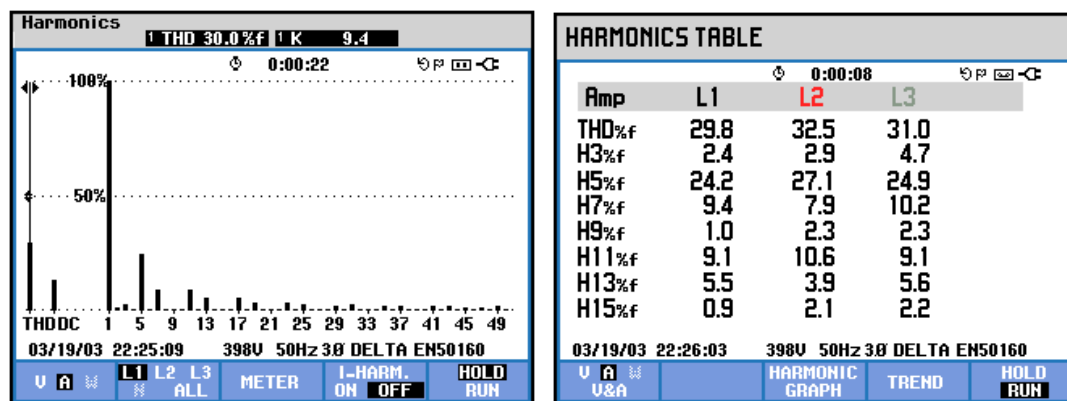 Harmonics
1 THD 30.0%f 1 K 9.4
0:00:22
100%
50%
THD DC 1 5 9 13 17 21 25 29 33 37 41 45 49
03/19/03 22:25:09 398V 50Hz 3Ø DELTA EN50160
V A W
L1 L2 L3
N ALL
METER
I-HARM.
ON OFF
HOLD
RUN
HARMONICS TABLE
0:00:08
Amp L1 L2 L3
THD%f 29.8 32.5 31.0
H3%f 2.4 2.9 4.7
H5%f 24.2 27.1 24.9
H7%f 9.4 7.9 10.2
H9%f 1.0 2.3 2.3
H11%f 9.1 10.6 9.1
H13%f 5.5 3.9 5.6
H15%f 0.9 2.1 2.2
03/19/03 22:26:03 398V 50Hz 3Ø DELTA EN50160
V A W
V&A
HARMONIC
GRAPH
TREND
HOLD
RUN